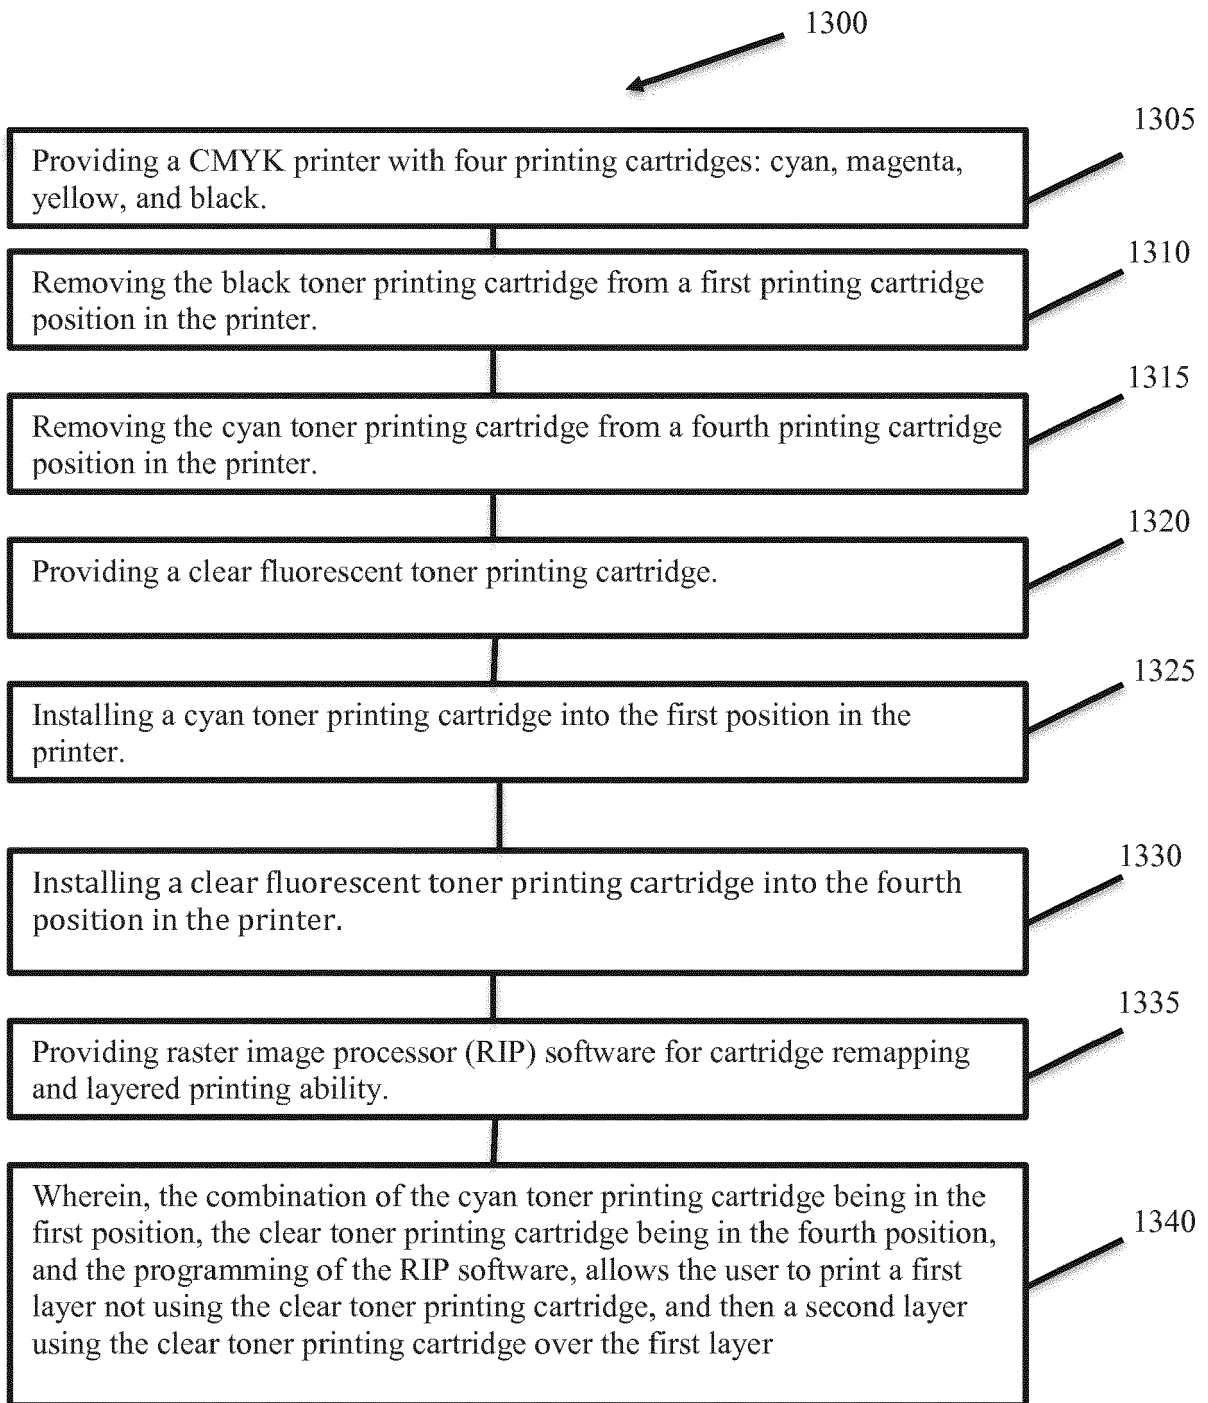 1300
1305
Providing a CMYK printer with four printing cartridges: cyan, magenta,
yellow, and black.
1310
Removing the black toner printing cartridge from a first printing cartridge
position in the printer.
1315
Removing the cyan toner printing cartridge from a fourth printing cartridge
position in the printer.
1320
Providing a clear fluorescent toner printing cartridge.
1325
Installing a cyan toner printing cartridge into the first position in the
printer.
1330
Installing a clear fluorescent toner printing cartridge into the fourth
position in the printer.
1335
Providing raster image processor (RIP) software for cartridge remapping
and layered printing ability.
1340
Wherein, the combination of the cyan toner printing cartridge being in the
first position, the clear toner printing cartridge being in the fourth position,
and the programming of the RIP software, allows the user to print a first
layer not using the clear toner printing cartridge, and then a second layer
using the clear toner printing cartridge over the first layer